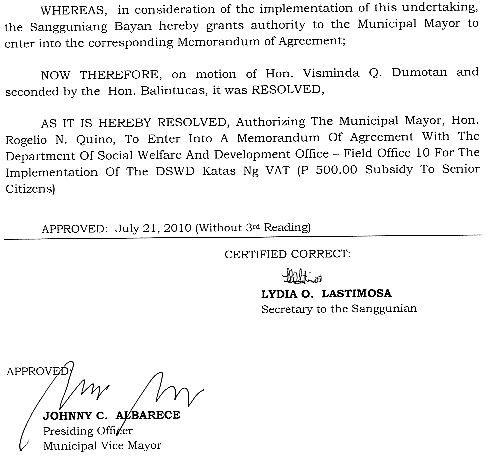 WHEREAS, in consideration of the implementation of this undertaking,
the Sangguniang Bayan hereby grants authority to the Municipal Mayor to
enter into the corresponding Memorandum of Agreement;
NOW THEREFORE, on motion of Hon. Visminda Q. Dumotan and
seconded by the Hon. Balintucas, it was RESOLVED,
AS IT IS HEREBY RESOLVED, Authorizing The Municipal Mayor, Hon.
Rogelio N. Quino, To Enter Into A Memorandum Of Agreement With The
Department Of Social Welfare And Development Office – Field Office 10 For The
Implementation Of The DSWD Katas Ng VAT (P 500.00 Subsidy To Senior
Citizens)
APPROVED: July 21, 2010 (Without 3rd Reading)
CERTIFIED CORRECT:
LYDIA O. LASTIMOSA
Secretary to the Sanggunian
APPROVED:
JOHNNY C. ALBARECE
Presiding Officer
Municipal Vice Mayor